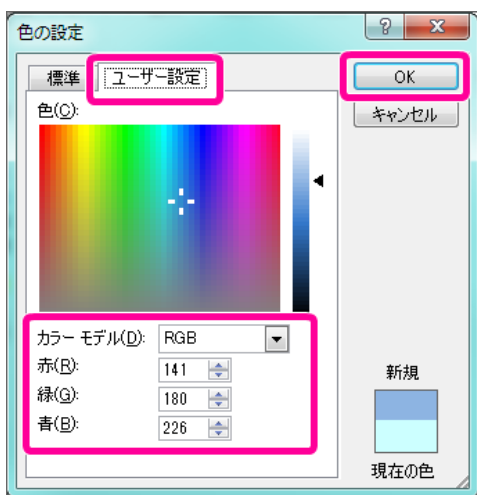 色の設定
標準 ユーザー設定 OK
色(C): キャンセル
カラー モデル(D): RGB
赤(R): 141
緑(G): 180
青(B): 226
新規
現在の色